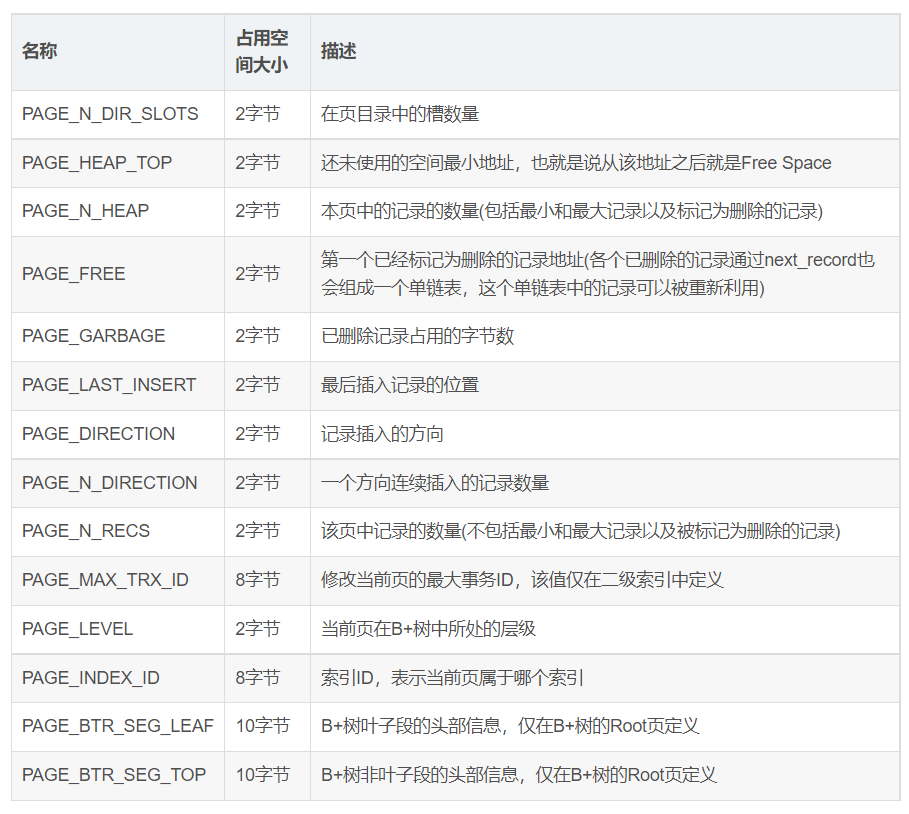 名称 占用空间大小 描述
PAGE_N_DIR_SLOTS 2字节 在页目录中的槽数量
PAGE_HEAP_TOP 2字节 还未使用的空间最小地址，也就是说从该地址之后就是Free Space
PAGE_N_HEAP 2字节 本页中的记录的数量(包括最小和最大记录以及标记为删除的记录)
PAGE_FREE 2字节 第一个已经标记为删除的记录地址(各个已删除的记录通过next_record也
会组成一个单链表，这个单链表中的记录可以被重新利用)
PAGE_GARBAGE 2字节 已删除记录占用的字节数
PAGE_LAST_INSERT 2字节 最后插入记录的位置
PAGE_DIRECTION 2字节 记录插入的方向
PAGE_N_DIRECTION 2字节 一个方向连续插入的记录数量
PAGE_N_RECS 2字节 该页中记录的数量(不包括最小和最大记录以及被标记为删除的记录)
PAGE_MAX_TRX_ID 8字节 修改当前页的最大事务ID，该值仅在二级索引中定义
PAGE_LEVEL 2字节 当前页在B+树中所处的层级
PAGE_INDEX_ID 8字节 索引ID，表示当前页属于哪个索引
PAGE_BTR_SEG_LEAF 10字节 B+树叶子段的头部信息，仅在B+树的Root页定义
PAGE_BTR_SEG_TOP 10字节 B+树非叶子段的头部信息，仅在B+树的Root页定义